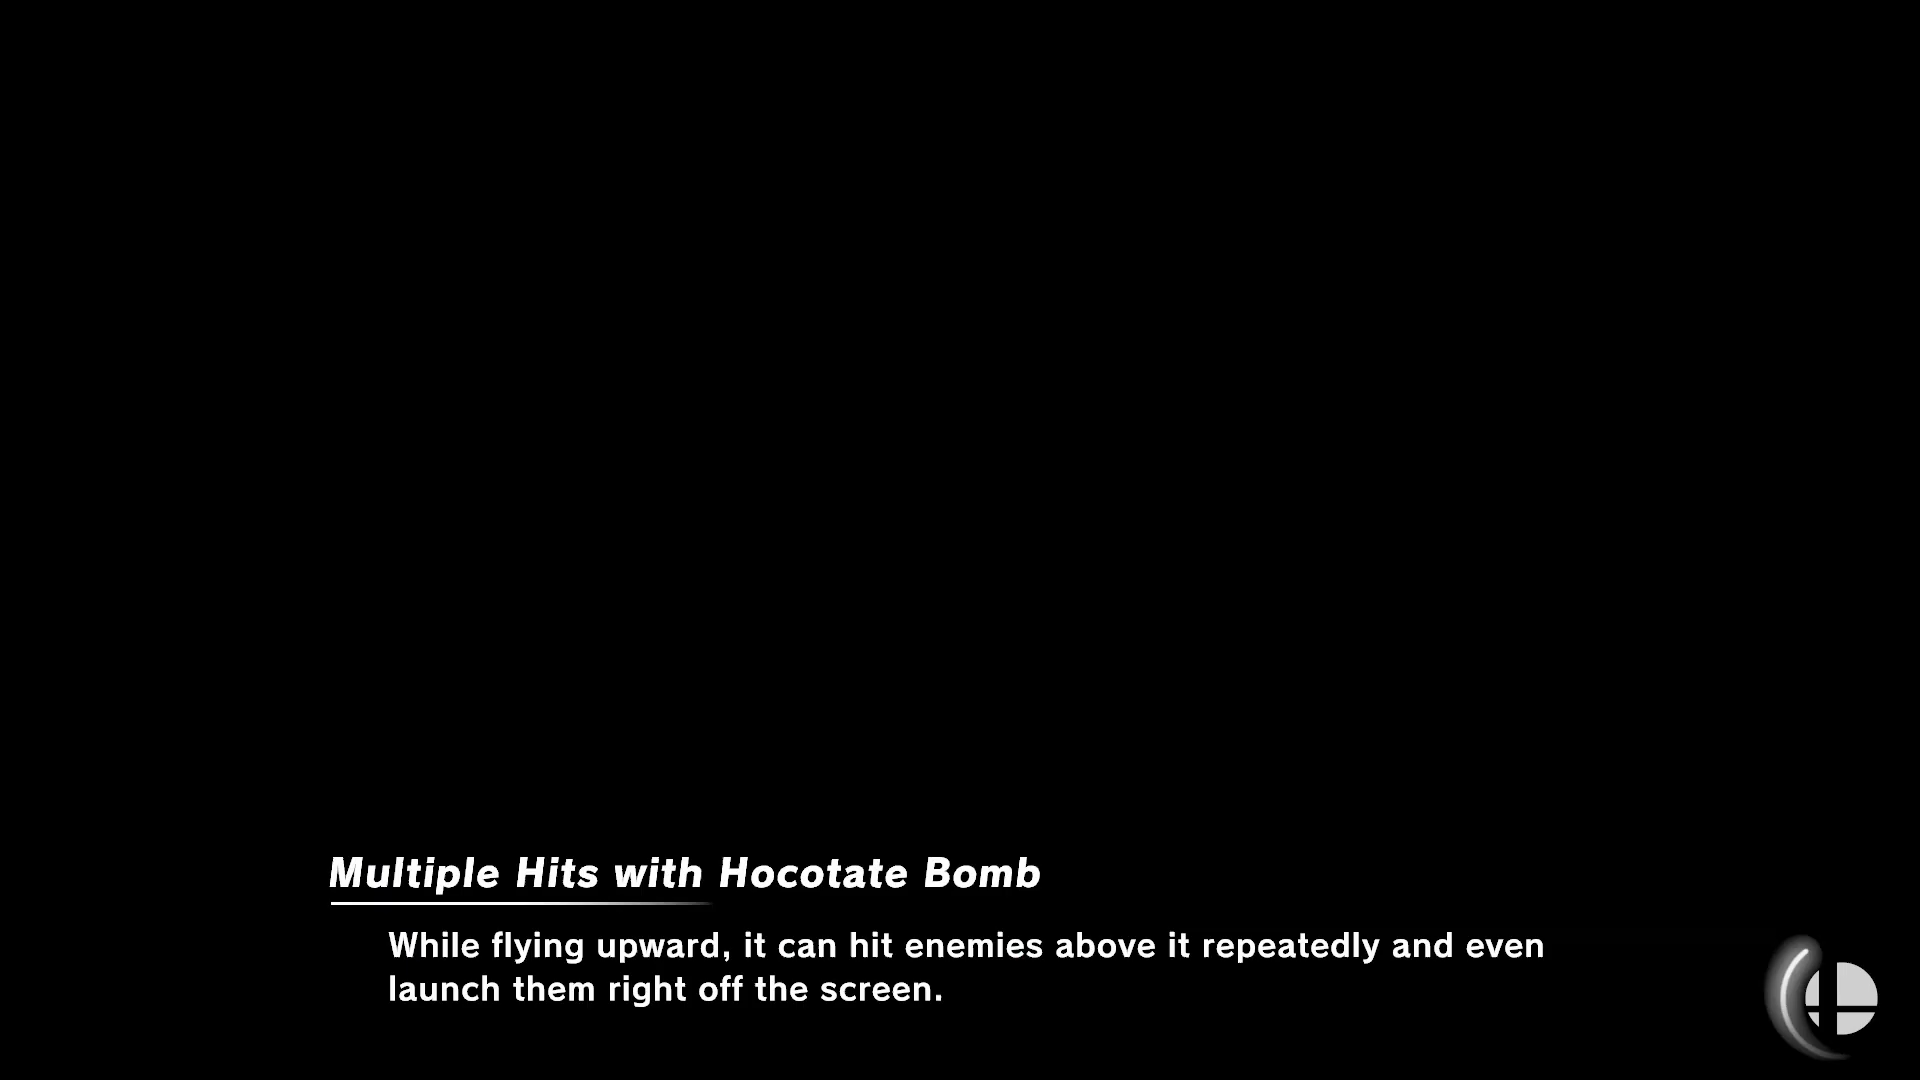 Multiple Hits with Hocotate Bomb
While flying upward, it can hit enemies above it repeatedly and even
launch them right off the screen.